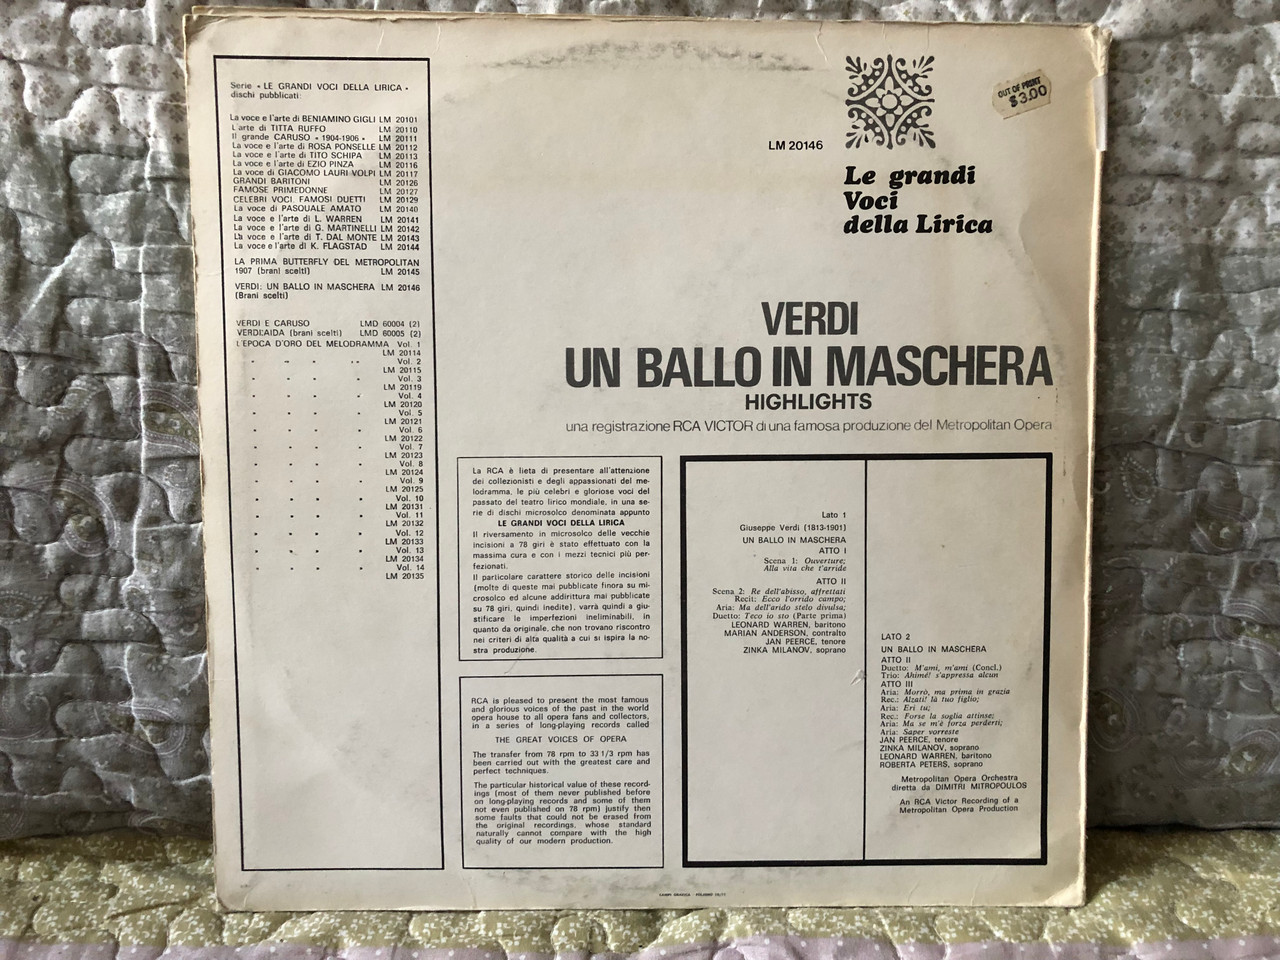 Serie « LE GRANDI VOCI DELLA LIRICA »
dischi pubblicati:
La voce e l'arte di BENIAMINO GIGLI LM 20101
L'arte di TITTA RUFFO LM 20110
Il grande CARUSO « 1904-1906 » LM 20111
La voce e l'arte di ROSA PONSELLE LM 20112
La voce e l'arte di TITO SCHIPA LM 20113
La voce e l'arte di EZIO PINZA LM 20116
La voce di GIACOMO LAURI VOLPI LM 20117
GRANDI BARITONI LM 20126
FAMOSE PRIMEDONNE LM 20127
CELEBRI VOCI, FAMOSI DUETTI LM 20129
La voce di PASQUALE AMATO LM 20140
La voce e l'arte di L. WARREN LM 20141
La voce e l'arte di G. MARTINELLI LM 20142
La voce e l'arte di T. DAL MONTE LM 20143
La voce e l'arte di K. FLAGSTAD LM 20144
LA PRIMA BUTTERFLY DEL METROPOLITAN
1907 (brani scelti) LM 20145
VERDI: UN BALLO IN MASCHERA LM 20146
(Brani scelti)
VERDI E CARUSO LMD 60004 (2)
VERDI:AIDA (brani scelti) LMD 60005 (2)
L'EPOCA D'ORO DEL MELODRAMMA Vol. 1
LM 20114
" " " " Vol. 2
LM 20115
" " " " Vol. 3
LM 20119
" " " " Vol. 4
LM 20120
" " " " Vol. 5
LM 20121
" " " " Vol. 6
LM 20122
" " " " Vol. 7
LM 20123
" " " " Vol. 8
LM 20124
" " " " Vol. 9
LM 20125
" " " " Vol. 10
LM 20131
" " " " Vol. 11
LM 20132
" " " " Vol. 12
LM 20133
" " " " Vol. 13
LM 20134
" " " " Vol. 14
LM 20135
OUT OF PRINT
$3.00
LM 20146
Le grandi
Voci
della Lirica
VERDI
UN BALLO IN MASCHERA
HIGHLIGHTS
una registrazione RCA VICTOR di una famosa produzione del Metropolitan Opera
La RCA è lieta di presentare all'attenzione
dei collezionisti e degli appassionati del me-
lodramma, le più celebri e gloriose voci del
passato del teatro lirico mondiale, in una se-
rie di dischi microsolco denominata appunto
LE GRANDI VOCI DELLA LIRICA
Il riversamento in microsolco delle vecchie
incisioni a 78 giri è stato effettuato con la
massima cura e con i mezzi tecnici più per-
fezionati.
Il particolare carattere storico delle incisioni
(molte di queste mai pubblicate finora su mi-
crosolco ed alcune addirittura mai pubblicate
su 78 giri, quindi inedite), varrà quindi a giu-
stificare le imperfezioni ineliminabili, in
quanto da originale, che non trovano riscontro
nei criteri di alta qualità a cui si ispira la no-
stra produzione.
RCA is pleased to present the most famous
and glorious voices of the past in the world
opera house to all opera fans and collectors,
in a series of long-playing records called
THE GREAT VOICES OF OPERA
The transfer from 78 rpm to 33 1/3 rpm has
been carried out with the greatest care and
perfect techniques.
The particular historical value of these record-
ings (most of them never published before
on long-playing records and some of them
not even published on 78 rpm) justify then
some faults that could not be erased from
the original recordings, whose standard
naturally cannot compare with the high
quality of our modern production.
Lato 1
Giuseppe Verdi (1813-1901)
UN BALLO IN MASCHERA
ATTO I
Scena 1: Ouverture;
Alla vita che t'arride
ATTO II
Scena 2: Re dell'abisso, affrettati
Recit: Ecco l'orrido campo;
Aria: Ma dell'arido stelo divulsa;
Duetto: Teco io sto (Parte prima)
LEONARD WARREN, baritono
MARIAN ANDERSON, contralto
JAN PEERCE, tenore
ZINKA MILANOV, soprano
LATO 2
UN BALLO IN MASCHERA
ATTO II
Duetto: M'ami, m'ami (Concl.)
Trio: Ahimè! s'appressa alcun
ATTO III
Aria: Morrò, ma prima in grazia
Rec.: Alzati! là tuo figlio;
Aria: Eri tu;
Rec.: Forse la soglia attinse;
Aria: Ma se m'è forza perderti;
Aria: Saper vorreste
JAN PEERCE, tenore
ZINKA MILANOV, soprano
LEONARD WARREN, baritono
ROBERTA PETERS, soprano
Metropolitan Opera Orchestra
diretta da DIMITRI MITROPOULOS
An RCA Victor Recording of a
Metropolitan Opera Production